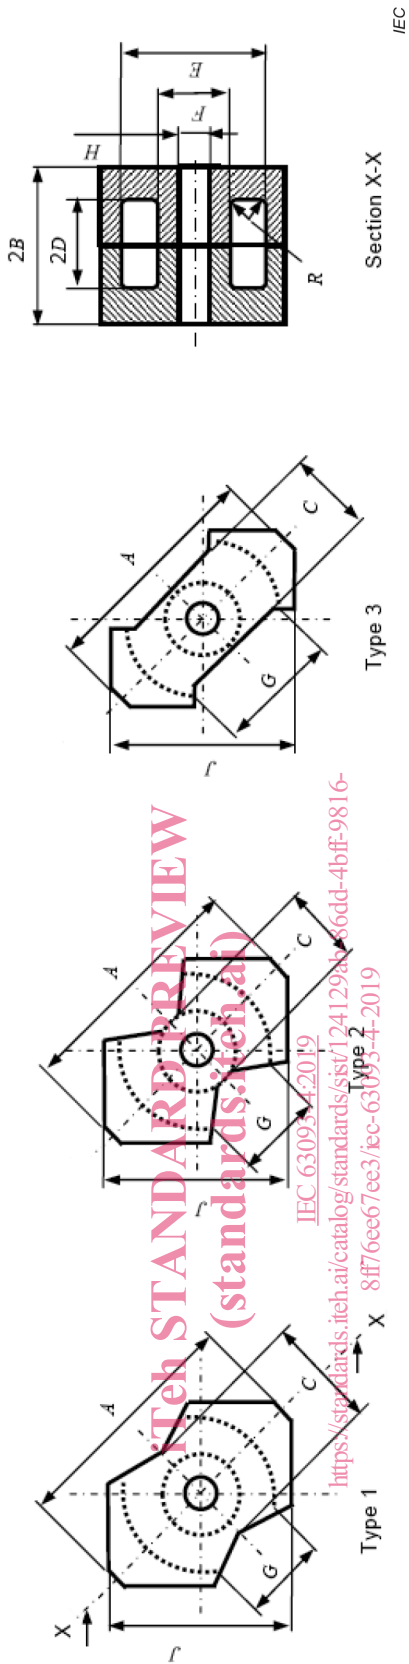 IEC
2B
2D
H
E
F
R
Section X-X
A
C
G
J
Type 3
A
C
G
J
Type 2
X
X
A
C
G
J
Type 1
iTeh STANDARD PREVIEW
(standards.iteh.ai)
IEC 63093-4:2019
https://standards.iteh.ai/catalog/standards/sist/124129ab-86dd-4bff-9816-
8ff76ee67ee3/iec-63093-4-2019